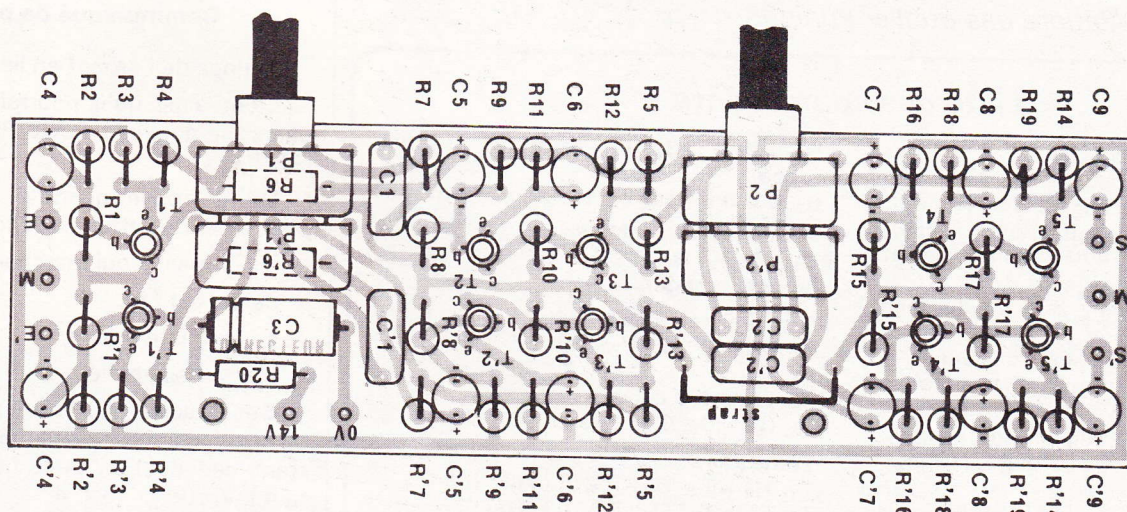 C4 R2 R3 R4 R7 C5 R9 R11 C6 R12 R5 C7 R16 R18 C8 R19 R14 C9
+ - - + + - - + -
P1
R6
C1
P2
R1 T1 T4 T5
E e b c
P'1
R8 T2 e b c
R10 T3 e b c
R13
R15 e b c R17 e b c S
M
R'6
P'2
M
E'
R'1 T'1 c b e
C3
CONNECTEUR
C'1
R'8 T'2 c b e
R'10 T'3 c b e
R'13
C2
C'2
R'15 T'4 c b e
R'17 T'5 c b e
S'
R20
14V 0V
strap
+ - + - + - + -
C'4 R'2 R'3 R'4 R'7 C'5 R'9 R'11 C'6 R'12 R'5 C'7 R'16 R'18 C'8 R'19 R'14 C'9